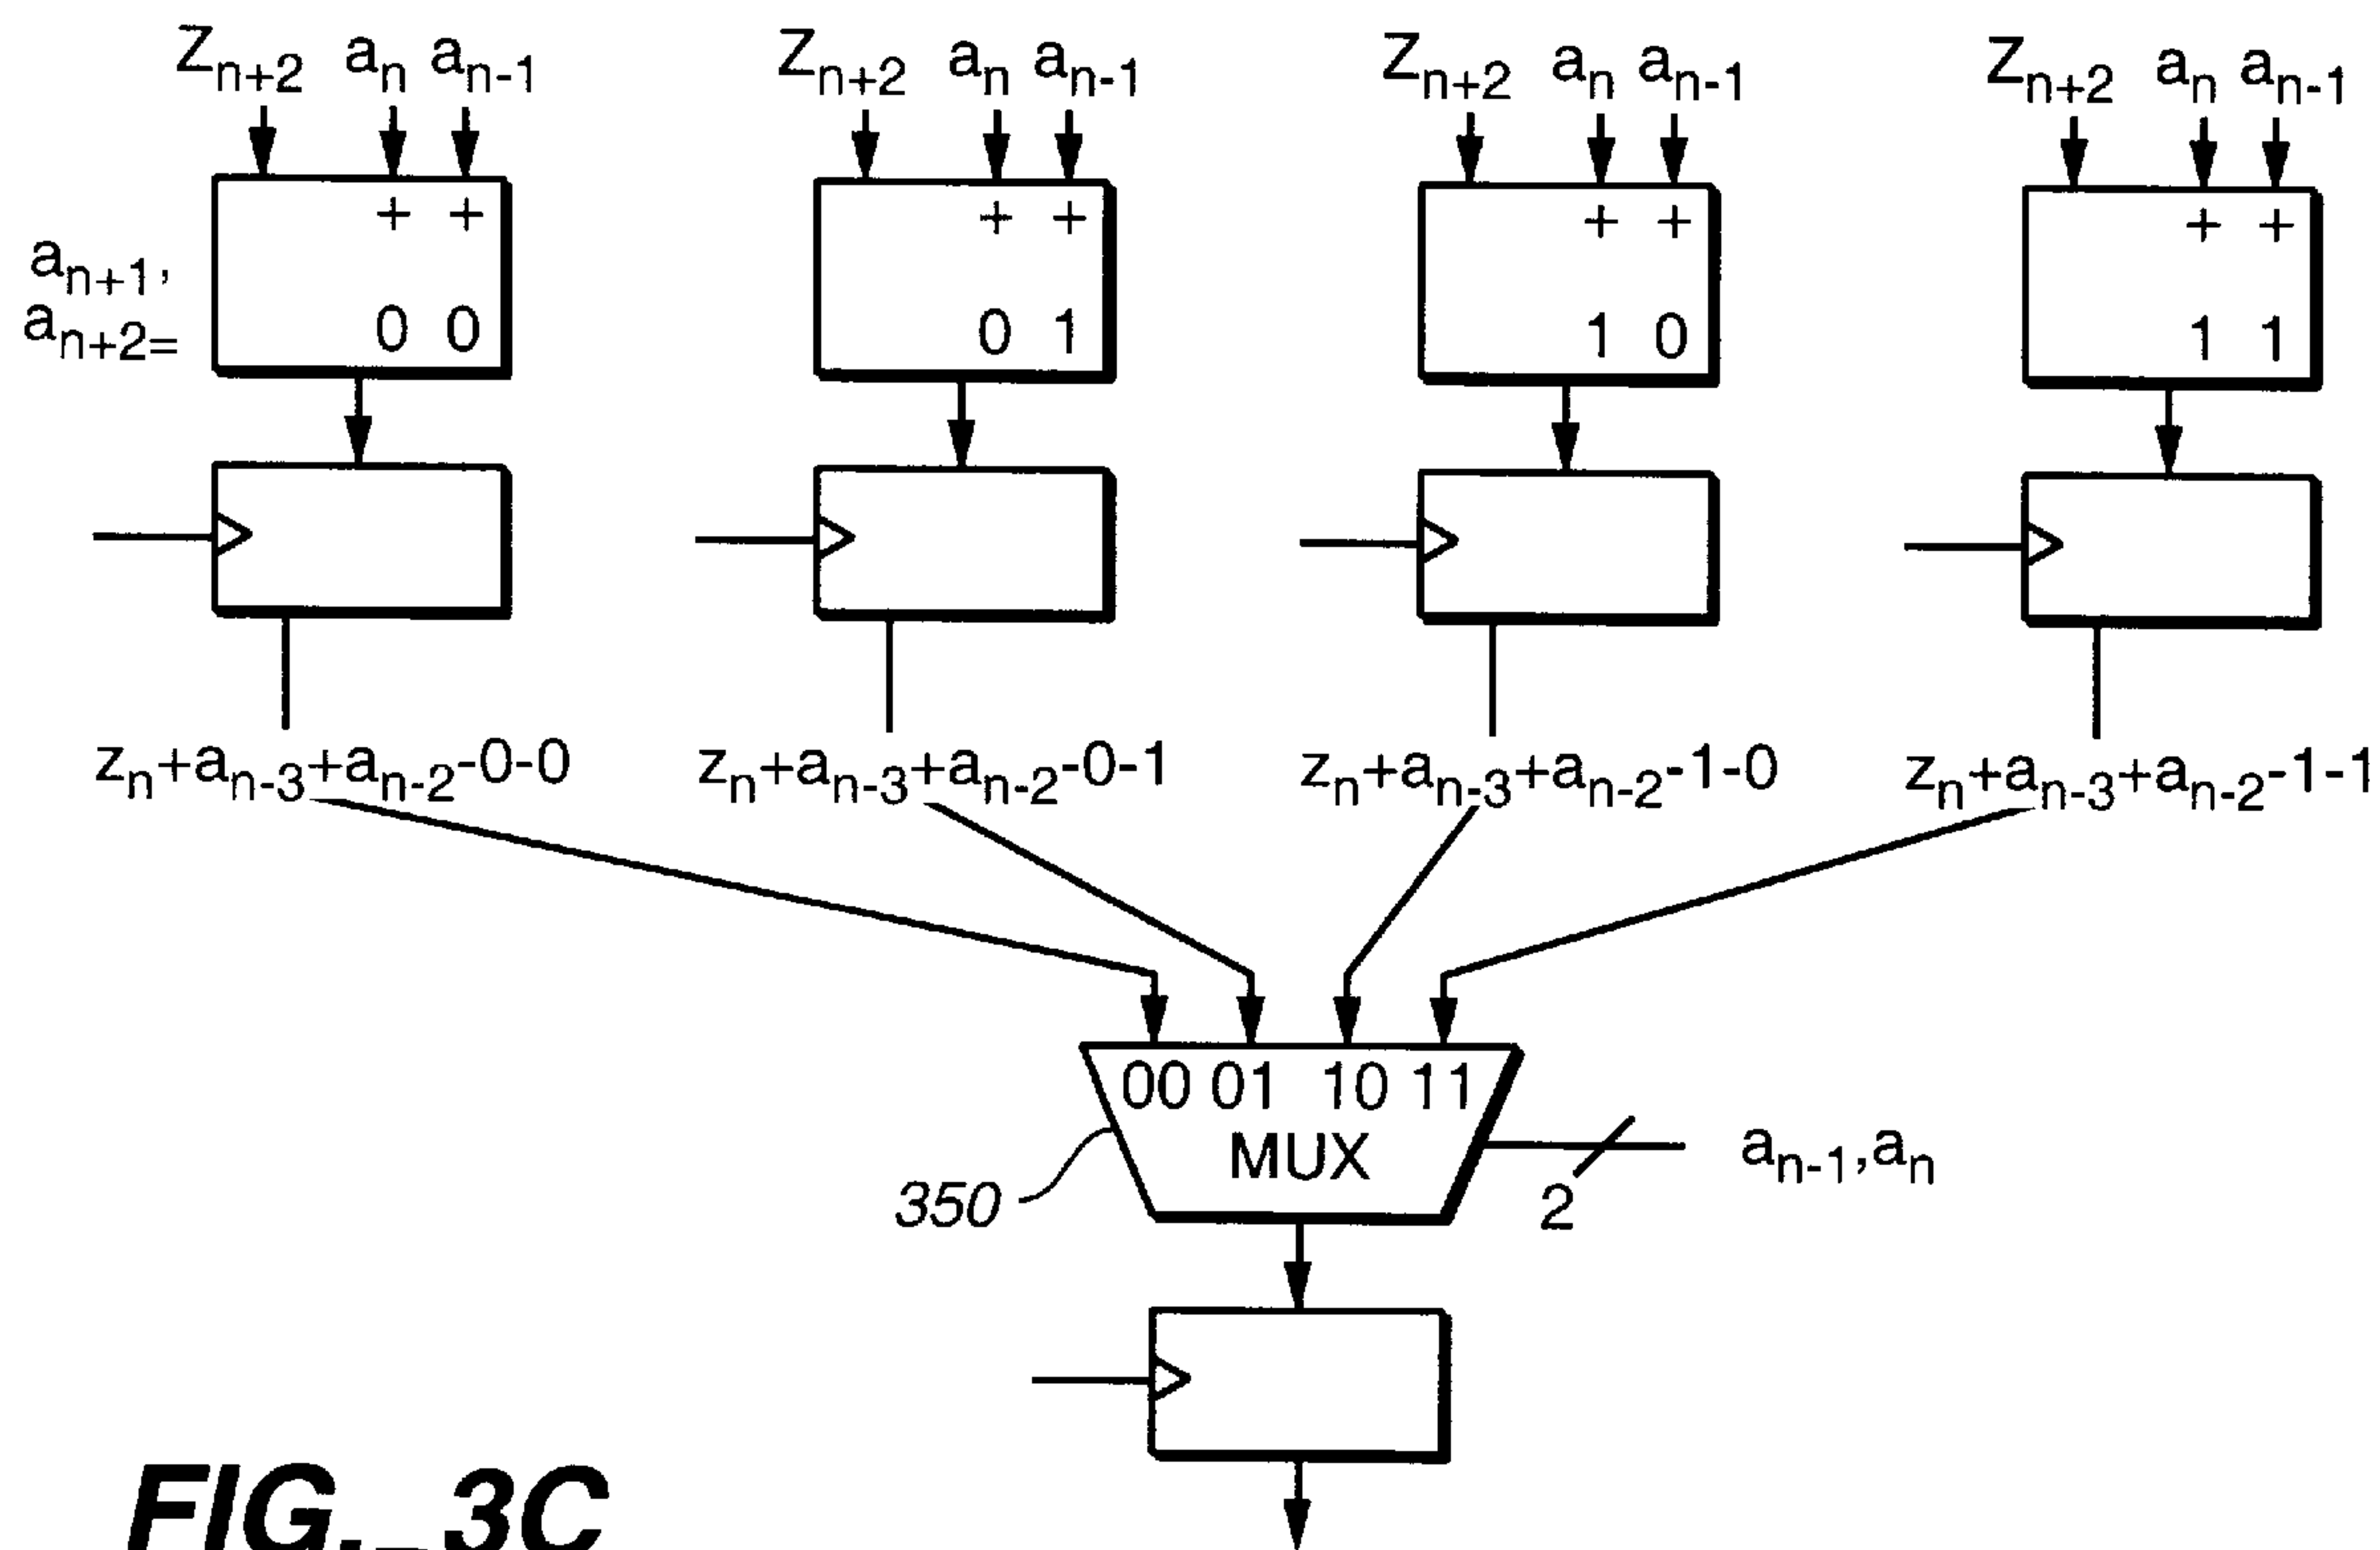 Zn+2 an an-1 Zn+2 an an-1 Zn+2 an an-1 Zn+2 an an-1
+ + + + + + + +
an+1,
an+2= 0 0 0 1 1 0 1 1
zn+an-3+an-2-0-0 zn+an-3+an-2-0-1 zn+an-3+an-2-1-0 zn+an-3+an-2-1-1
00 01 10 11
MUX an-1,an
350 2
FIG._3C